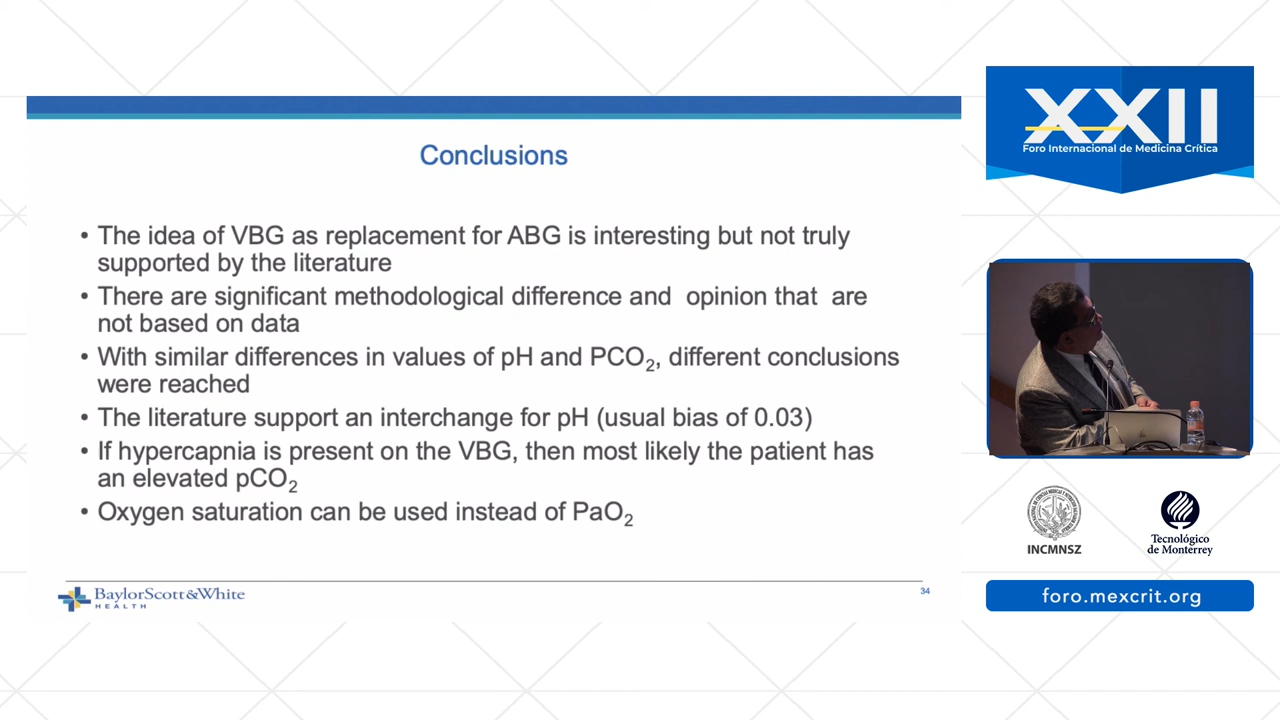 Conclusions
• The idea of VBG as replacement for ABG is interesting but not truly
supported by the literature
• There are significant methodological difference and opinion that are
not based on data
• With similar differences in values of pH and PCO₂, different conclusions
were reached
• The literature support an interchange for pH (usual bias of 0.03)
• If hypercapnia is present on the VBG, then most likely the patient has
an elevated pCO₂
• Oxygen saturation can be used instead of PaO₂
BaylorScott&White
HEALTH
34
XXII
Foro Internacional de Medicina Crítica
INCMNSZ
Tecnológico
de Monterrey
foro.mexcrit.org